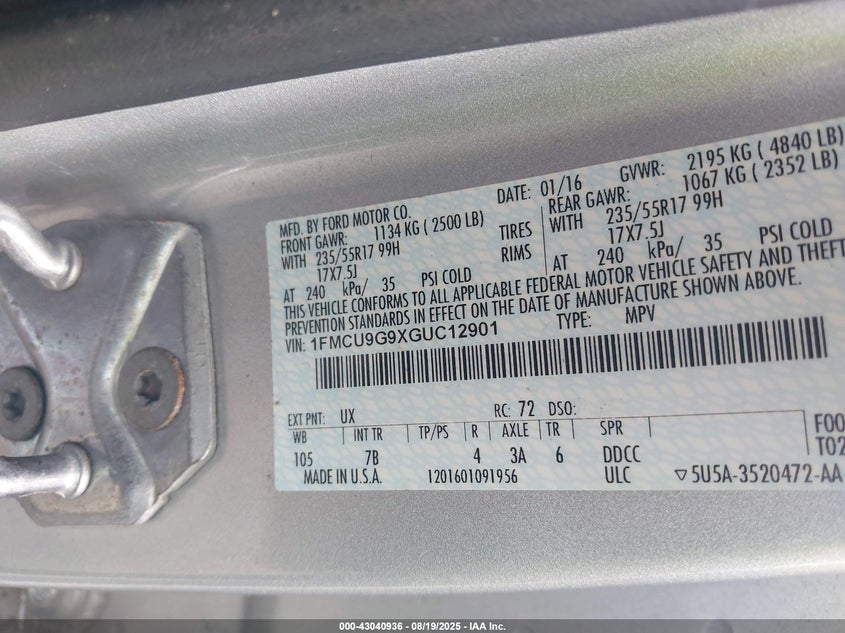 MFD. BY FORD MOTOR CO. DATE: 01/16 GVWR: 2195 KG ( 4840 LB)
FRONT GAWR: 1134 KG ( 2500 LB) REAR GAWR: 1067 KG ( 2352 LB)
WITH 235/55R17 99H TIRES WITH 235/55R17 99H
17X7.5J RIMS 17X7.5J
AT 240 kPa/ 35 PSI COLD AT 240 kPa/ 35 PSI COLD
THIS VEHICLE CONFORMS TO ALL APPLICABLE FEDERAL MOTOR VEHICLE SAFETY AND THEFT
PREVENTION STANDARDS IN EFFECT ON THE DATE OF MANUFACTURE SHOWN ABOVE.
VIN: 1FMCU9G9XGUC12901 TYPE: MPV
EXT PNT: UX RC: 72 DSO:
WB INT TR TP/PS R AXLE TR SPR F00
105 7B 4 3A 6 DDCC T02
MADE IN U.S.A. 1201601091956 ULC ▽5U5A-3520472-AA
000-43040936 - 08/19/2025 - IAA Inc.